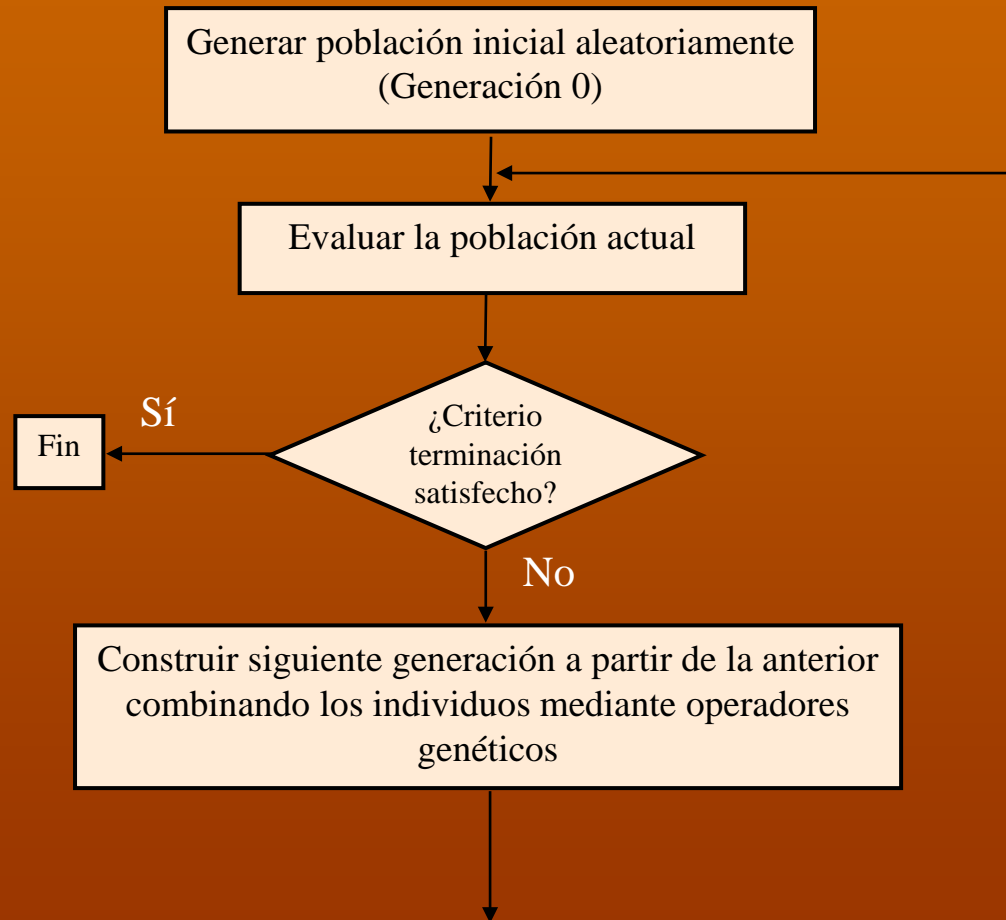 Generar población inicial aleatoriamente
(Generación 0)
Evaluar la población actual
Sí
Fin
¿Criterio
terminación
satisfecho?
No
Construir siguiente generación a partir de la anterior
combinando los individuos mediante operadores
genéticos